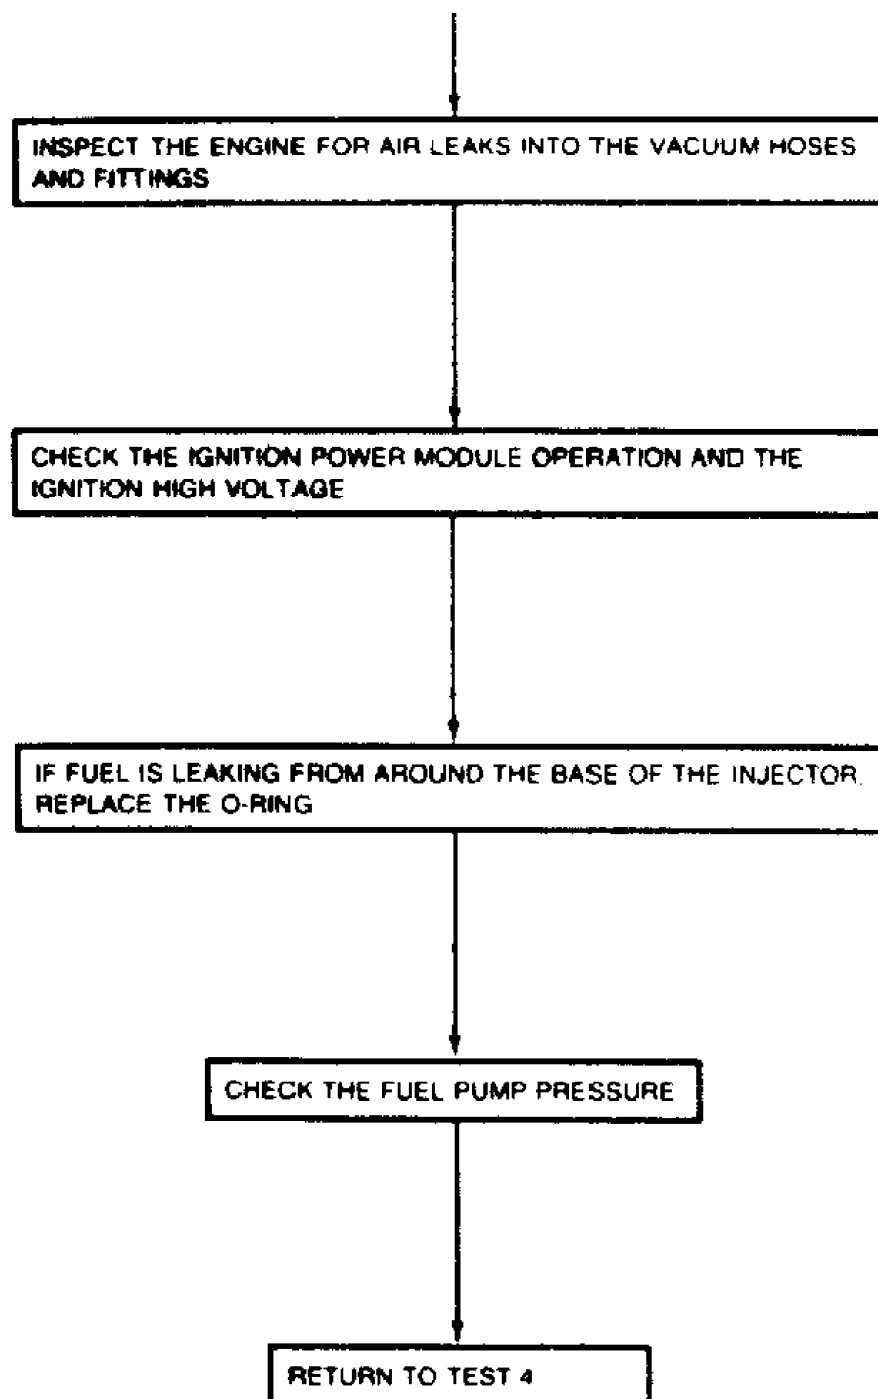 INSPECT THE ENGINE FOR AIR LEAKS INTO THE VACUUM HOSES
AND FITTINGS
CHECK THE IGNITION POWER MODULE OPERATION AND THE
IGNITION HIGH VOLTAGE
IF FUEL IS LEAKING FROM AROUND THE BASE OF THE INJECTOR,
REPLACE THE O-RING
CHECK THE FUEL PUMP PRESSURE
RETURN TO TEST 4